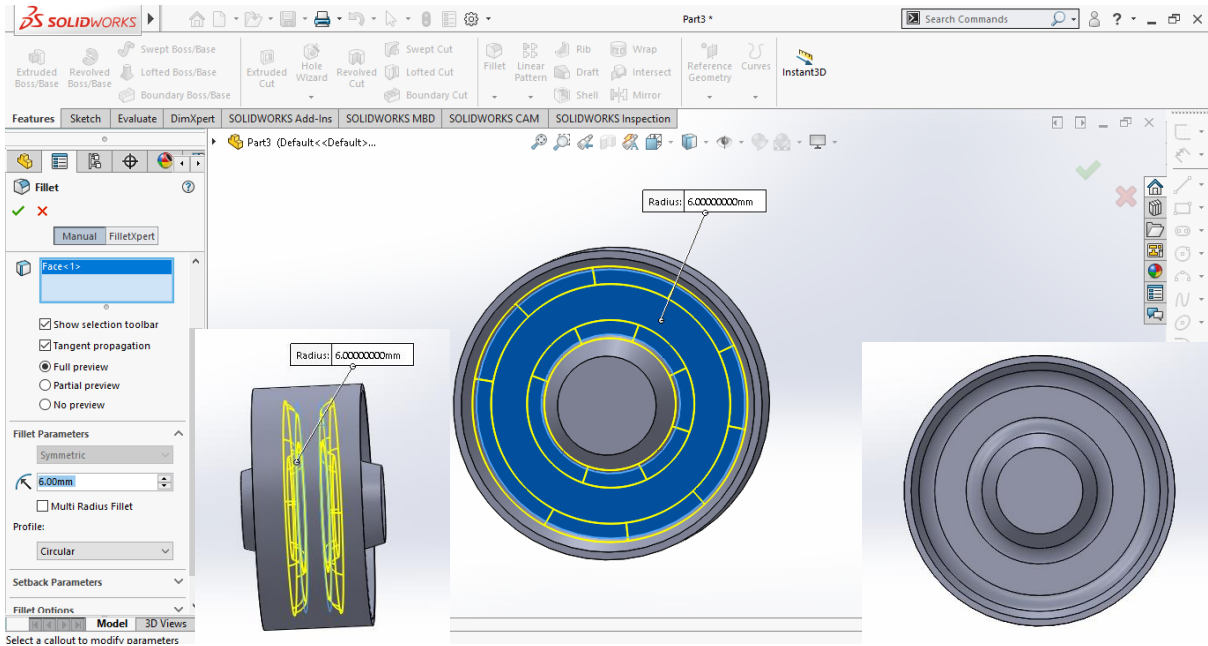 SOLIDWORKS
Part3 *
Search Commands
?
Extruded Boss/Base
Revolved Boss/Base
Swept Boss/Base
Lofted Boss/Base
Boundary Boss/Base
Extruded Cut
Hole Wizard
Revolved Cut
Swept Cut
Lofted Cut
Boundary Cut
Fillet
Linear Pattern
Rib
Draft
Shell
Wrap
Intersect
Mirror
Reference Geometry
Curves
Instant3D
Features Sketch Evaluate DimXpert SOLIDWORKS Add-Ins SOLIDWORKS MBD SOLIDWORKS CAM SOLIDWORKS Inspection
Part3 (Default<<Default>...
Fillet
Manual FilletXpert
Face<1>
Show selection toolbar
Tangent propagation
Full preview
Partial preview
No preview
Fillet Parameters
Symmetric
6.00mm
Multi Radius Fillet
Profile:
Circular
Setback Parameters
Fillet Options
Model 3D Views
Select a callout to modify parameters
Radius: 6.00000000mm
Radius: 6.00000000mm